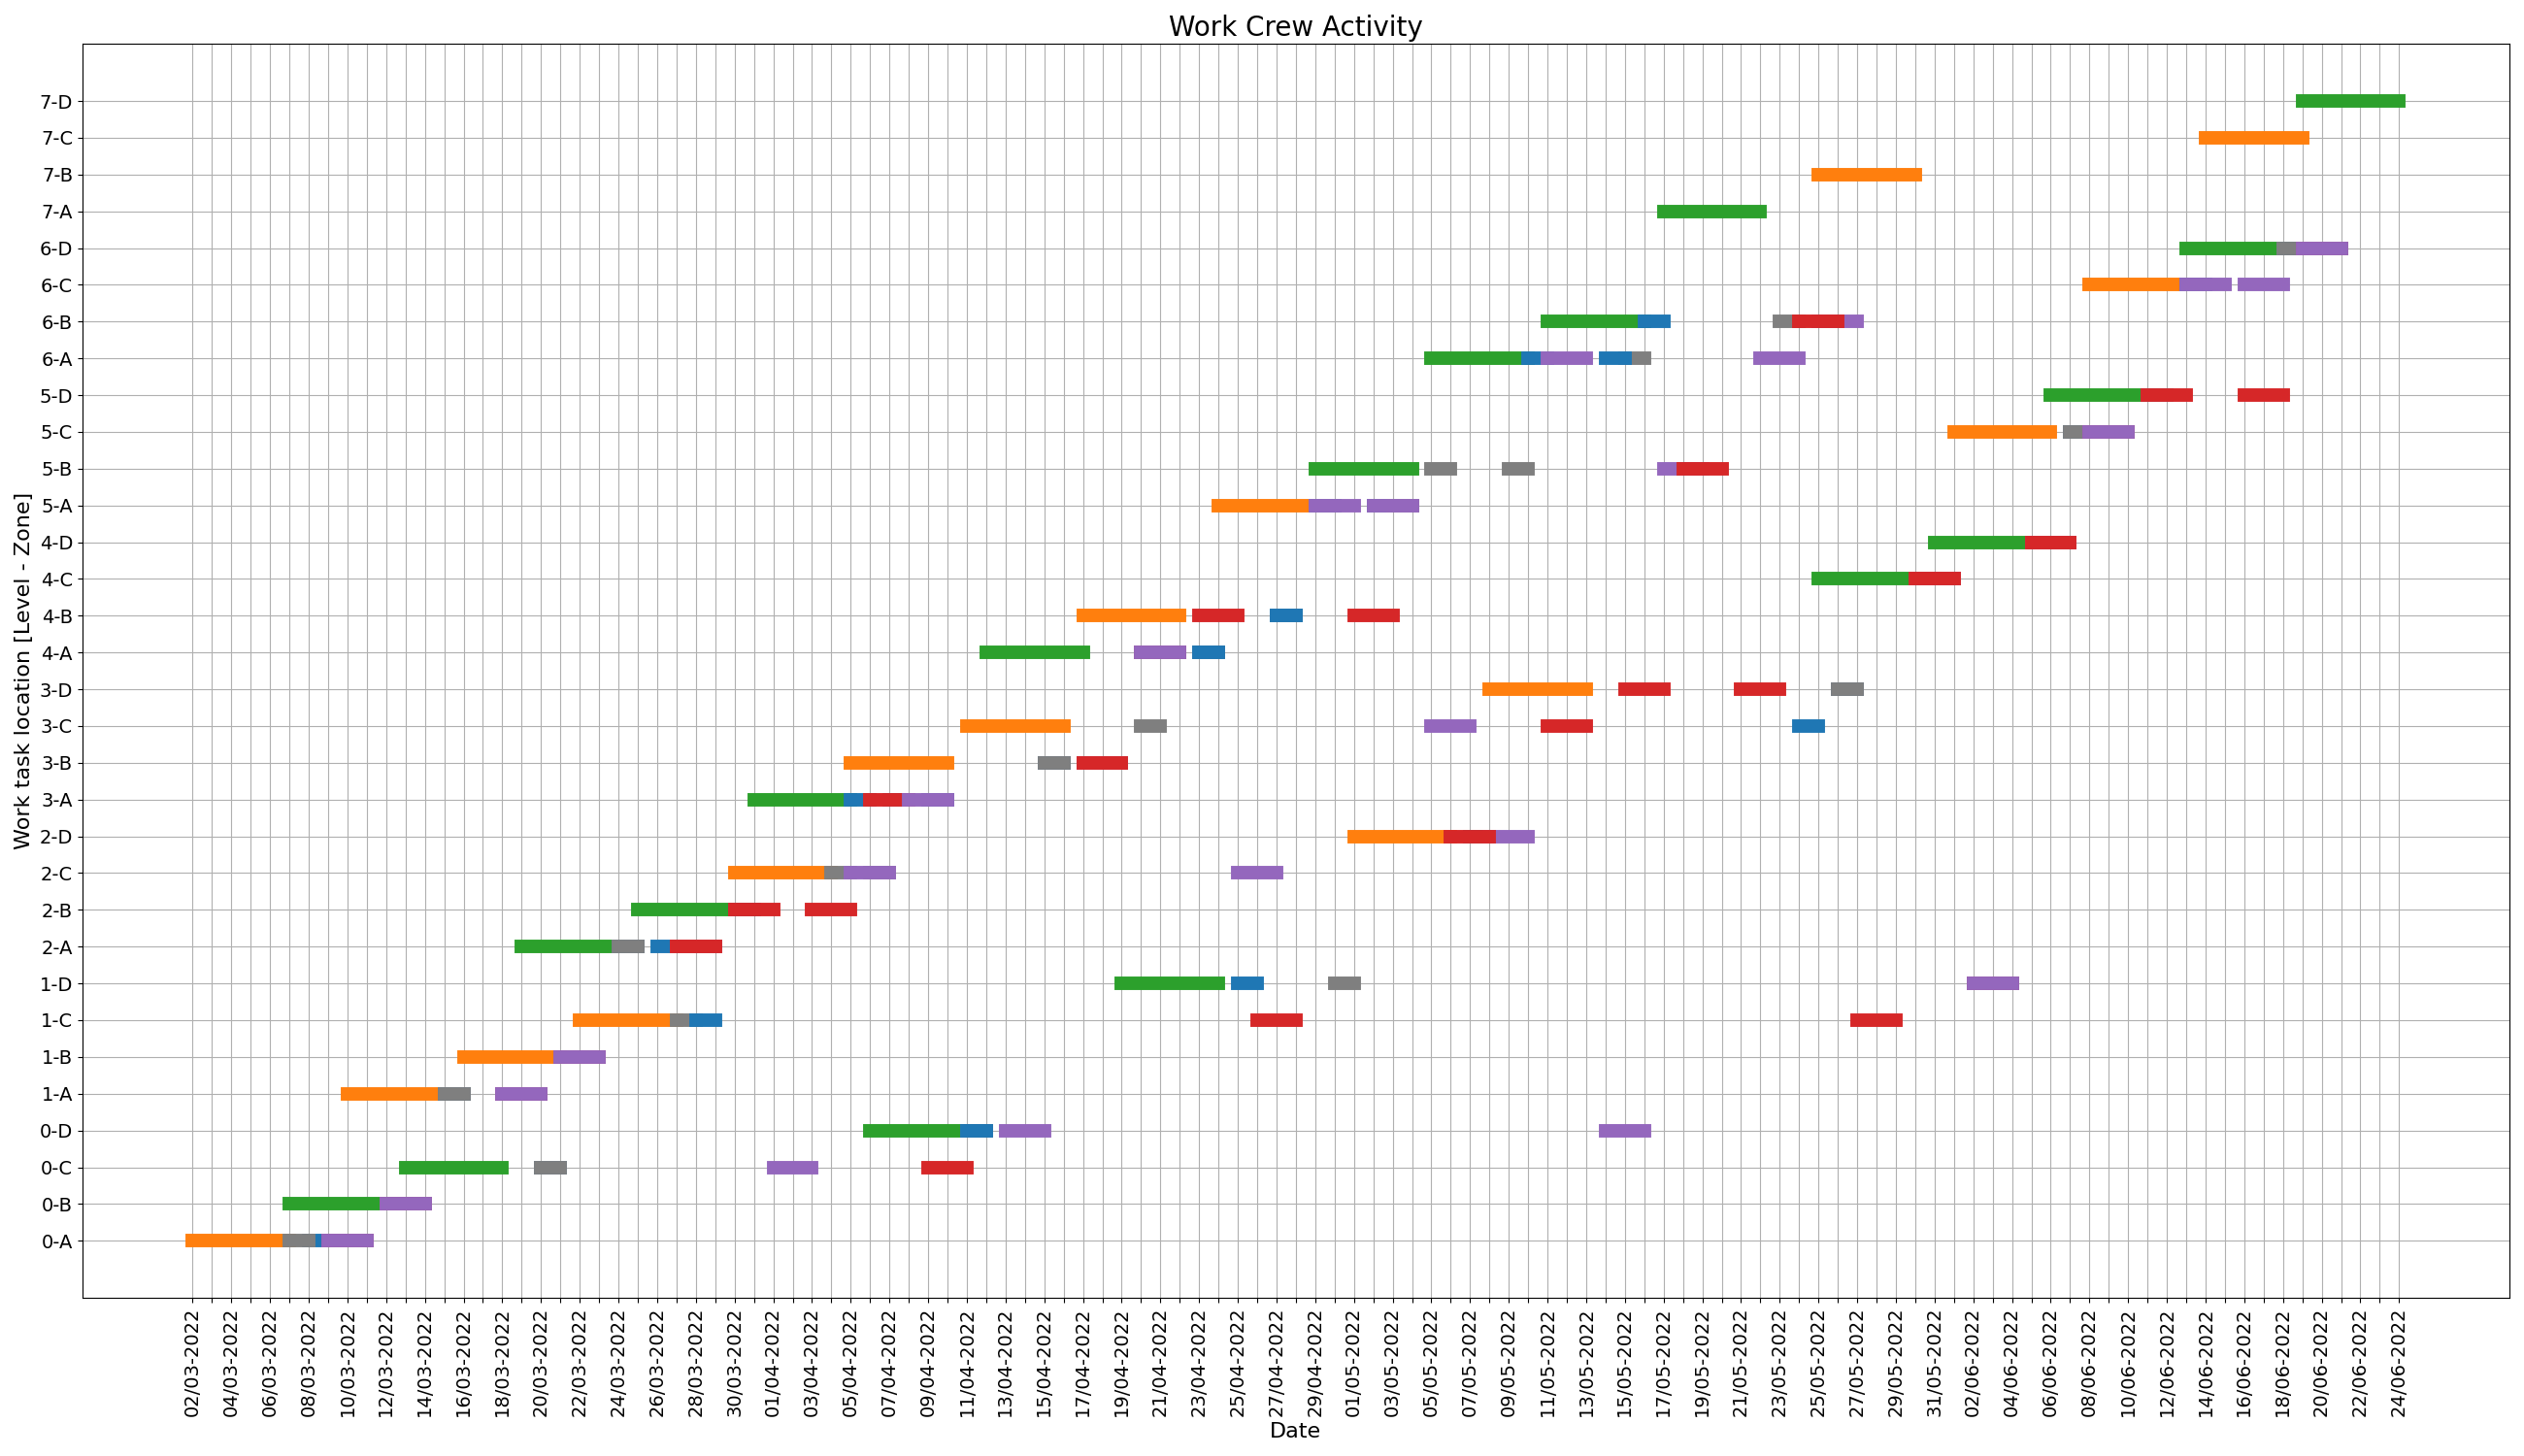 Work Crew Activity
Work task location [Level - Zone]
7-D
7-C
7-B
7-A
6-D
6-C
6-B
6-A
5-D
5-C
5-B
5-A
4-D
4-C
4-B
4-A
3-D
3-C
3-B
3-A
2-D
2-C
2-B
2-A
1-D
1-C
1-B
1-A
0-D
0-C
0-B
0-A
02/03-2022
04/03-2022
06/03-2022
08/03-2022
10/03-2022
12/03-2022
14/03-2022
16/03-2022
18/03-2022
20/03-2022
22/03-2022
24/03-2022
26/03-2022
28/03-2022
30/03-2022
01/04-2022
03/04-2022
05/04-2022
07/04-2022
09/04-2022
11/04-2022
13/04-2022
15/04-2022
17/04-2022
19/04-2022
21/04-2022
23/04-2022
25/04-2022
27/04-2022
29/04-2022
01/05-2022
03/05-2022
05/05-2022
07/05-2022
09/05-2022
11/05-2022
13/05-2022
15/05-2022
17/05-2022
19/05-2022
21/05-2022
23/05-2022
25/05-2022
27/05-2022
29/05-2022
31/05-2022
02/06-2022
04/06-2022
06/06-2022
08/06-2022
10/06-2022
12/06-2022
14/06-2022
16/06-2022
18/06-2022
20/06-2022
22/06-2022
24/06-2022
Date